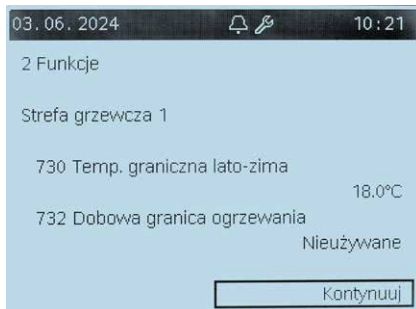 03.06.2024 10:21
2 Funkcje
Strefa grzewcza 1
730 Temp. graniczna lato-zima
18.0°C
732 Dobowa granica ogrzewania
Nieużywane
Kontynuuj